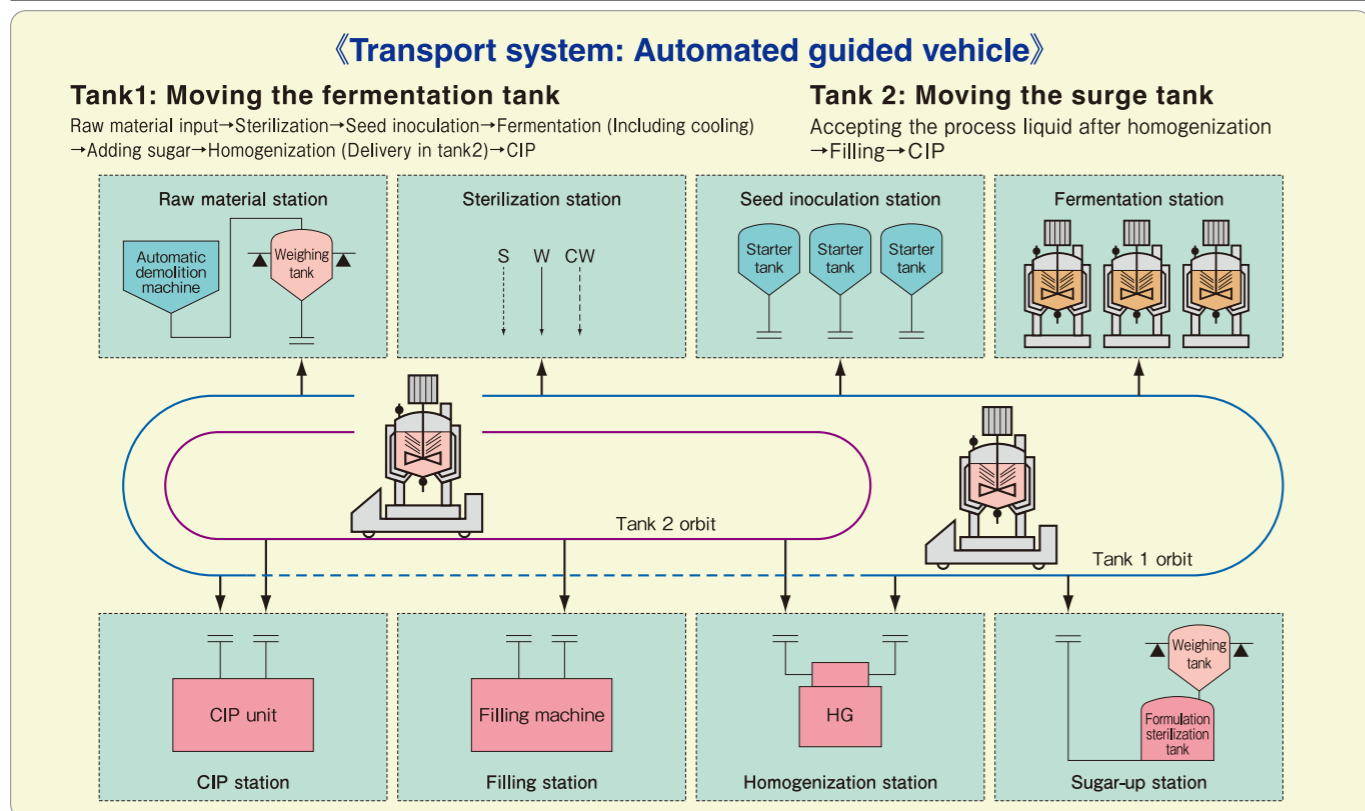 《Transport system: Automated guided vehicle》
Tank1: Moving the fermentation tank
Raw material input→Sterilization→Seed inoculation→Fermentation (Including cooling)
→Adding sugar→Homogenization (Delivery in tank2)→CIP
Tank 2: Moving the surge tank
Accepting the process liquid after homogenization
→Filling→CIP
Raw material station
Automatic
demolition
machine
Weighing
tank
Sterilization station
S W CW
Seed inoculation station
Starter
tank
Starter
tank
Starter
tank
Fermentation station
Tank 2 orbit
Tank 1 orbit
CIP unit
CIP station
Filling machine
Filling station
HG
Homogenization station
Weighing
tank
Formulation
sterilization
tank
Sugar-up station